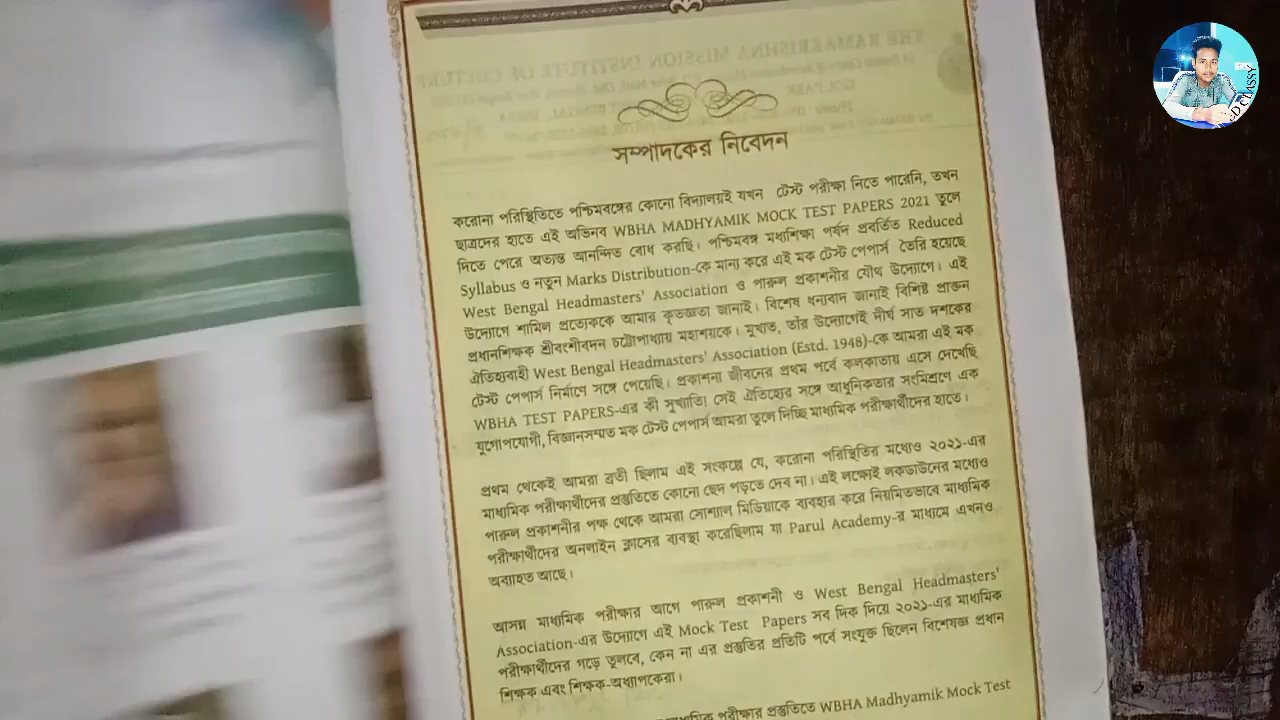 সম্পাদকের নিবেদন
করোনা পরিস্থিতিতে পশ্চিমবঙ্গের কোনো বিদ্যালয়ই যখন টেস্ট পরীক্ষা নিতে পারেনি, তখন
ছাত্রদের হাতে এই অভিনব WBHA MADHYAMIK MOCK TEST PAPERS 2021 তুলে
দিতে পেরে অত্যন্ত আনন্দিত বোধ করছি। পশ্চিমবঙ্গ মধ্যশিক্ষা পর্ষদ প্রবর্তিত Reduced
Syllabus ও নতুন Marks Distribution-কে মান্য করে এই মক টেস্ট পেপার্স তৈরি হয়েছে
West Bengal Headmasters' Association ও পারুল প্রকাশনীর যৌথ উদ্যোগে। এই
উদ্যোগে শামিল প্রত্যেককে আমার কৃতজ্ঞতা জানাই। বিশেষ ধন্যবাদ জানাই বিশিষ্ট প্রাক্তন
প্রধানশিক্ষক শ্রীবংশীবদন চট্টোপাধ্যায় মহাশয়কে। মুখ্যত, তাঁর উদ্যোগেই দীর্ঘ সাত দশকের
ঐতিহ্যবাহী West Bengal Headmasters' Association (Estd. 1948)-কে আমরা এই মক
টেস্ট পেপার্স নির্মাণে সঙ্গে পেয়েছি। প্রকাশনা জীবনের প্রথম পর্বে কলকাতায় এসে দেখেছি
WBHA TEST PAPERS-এর কী সুখ্যাতি! সেই ঐতিহ্যের সঙ্গে আধুনিকতার সংমিশ্রণে এক
যুগোপযোগী, বিজ্ঞানসম্মত মক টেস্ট পেপার্স আমরা তুলে দিচ্ছি মাধ্যমিক পরীক্ষার্থীদের হাতে।
প্রথম থেকেই আমরা ব্রতী ছিলাম এই সংকল্পে যে, করোনা পরিস্থিতির মধ্যেও ২০২১-এর
মাধ্যমিক পরীক্ষার্থীদের প্রস্তুতিতে কোনো ছেদ পড়তে দেব না। এই লক্ষ্যেই লকডাউনের মধ্যেও
পারুল প্রকাশনীর পক্ষ থেকে আমরা সোশ্যাল মিডিয়াকে ব্যবহার করে নিয়মিতভাবে মাধ্যমিক
পরীক্ষার্থীদের অনলাইন ক্লাসের ব্যবস্থা করেছিলাম যা Parul Academy-র মাধ্যমে এখনও
অব্যাহত আছে।
আসন্ন মাধ্যমিক পরীক্ষার আগে পারুল প্রকাশনী ও West Bengal Headmasters'
Association-এর উদ্যোগে এই Mock Test Papers সব দিক দিয়ে ২০২১-এর মাধ্যমিক
পরীক্ষার্থীদের গড়ে তুলবে, কেন না এর প্রস্তুতির প্রতিটি পর্বে সংযুক্ত ছিলেন বিশেষজ্ঞ প্রধান
শিক্ষক এবং শিক্ষক-অধ্যাপকেরা।
পরীক্ষার প্রস্তুতিতে WBHA Madhyamik Mock Test